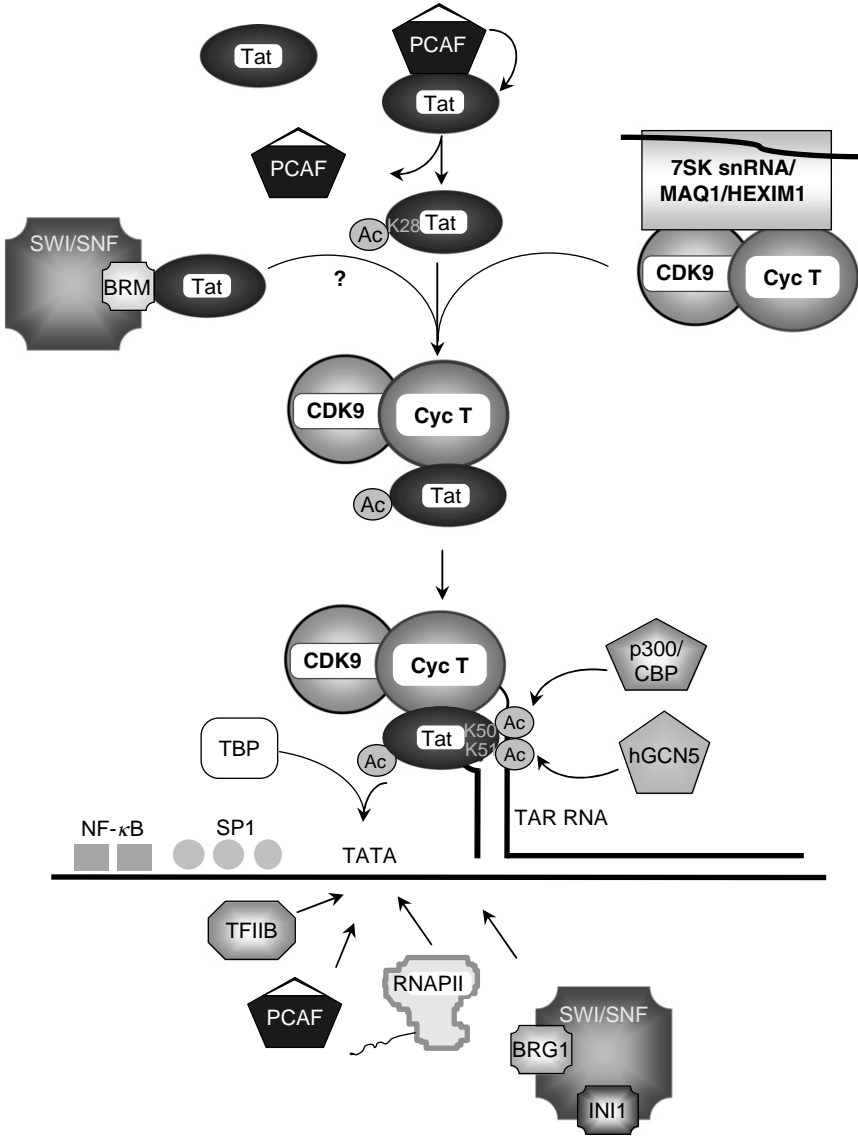 PCAF
Tat
Tat
PCAF
7SK snRNA/
MAQ1/HEXIM1
K28
Tat
Ac
SWI/SNF
BRM
Tat
?
CDK9
Cyc T
CDK9
Cyc T
Tat
Ac
CDK9
Cyc T
p300/
CBP
K50
Ac
Tat
K51
Ac
Ac
TBP
hGCN5
TAR RNA
NF-κB
SP1
TATA
TFIIB
RNAPII
PCAF
SWI/SNF
BRG1
INI1